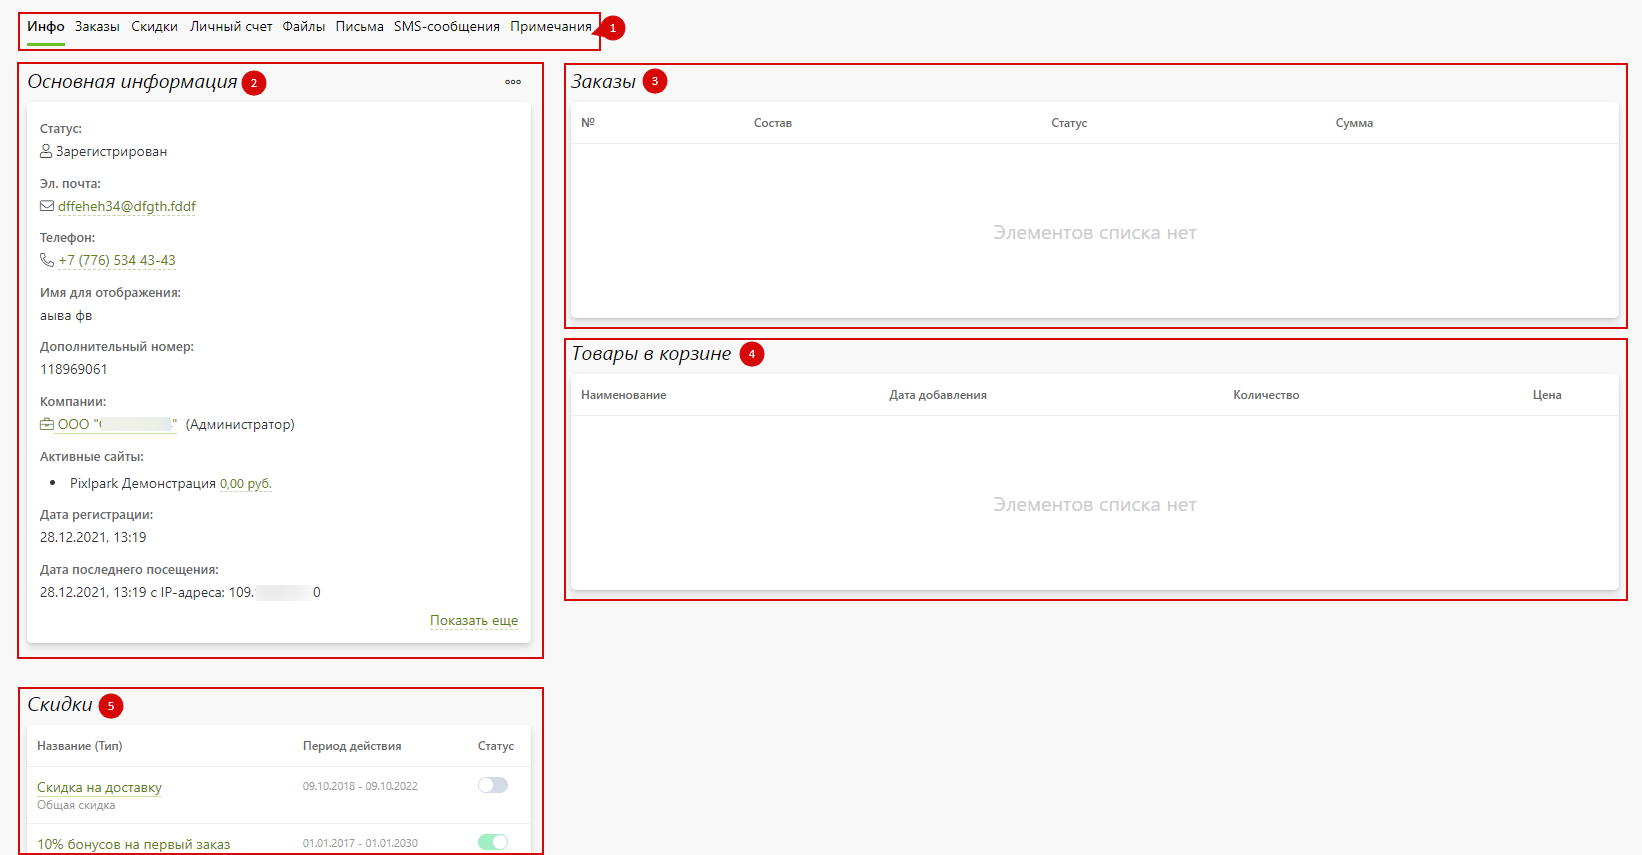 Инфо Заказы Скидки Личный счет Файлы Письма SMS-сообщения Примечания 1
Основная информация 2
Статус:
Зарегистрирован
Эл. почта:
dffeheh34@dfgth.fddf
Телефон:
+7 (776) 534 43-43
Имя для отображения:
аыва фв
Дополнительный номер:
118969061
Компании:
ООО " " (Администратор)
Активные сайты:
• Pixlpark Демонстрация 0,00 руб.
Дата регистрации:
28.12.2021, 13:19
Дата последнего посещения:
28.12.2021, 13:19 с IP-адреса: 109. 0
Показать еще
Заказы 3
№ Состав Статус Сумма
Элементов списка нет
Товары в корзине 4
Наименование Дата добавления Количество Цена
Элементов списка нет
Скидки 5
Название (Тип) Период действия Статус
Скидка на доставку 09.10.2018 - 09.10.2022
Общая скидка
10% бонусов на первый заказ 01.01.2017 - 01.01.2030